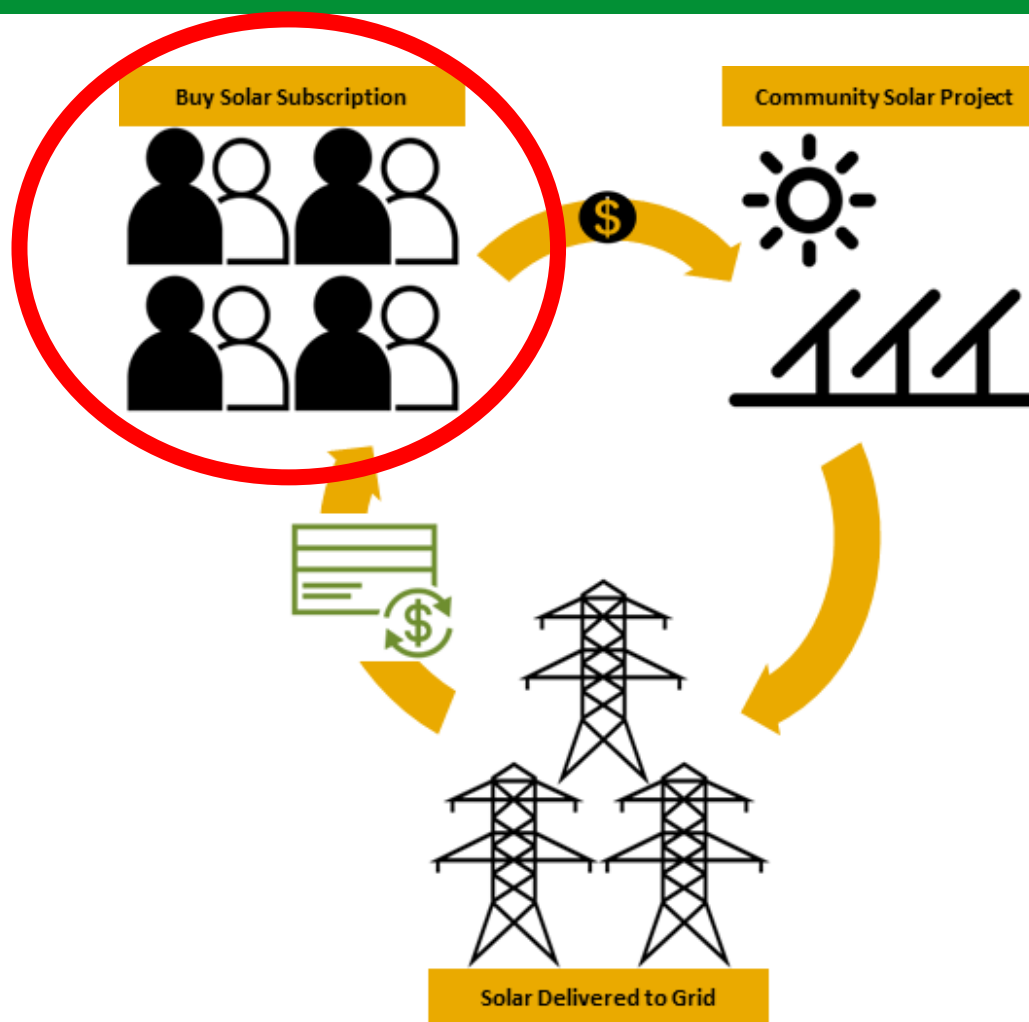 Buy Solar Subscription
Community Solar Project
$
$
Solar Delivered to Grid